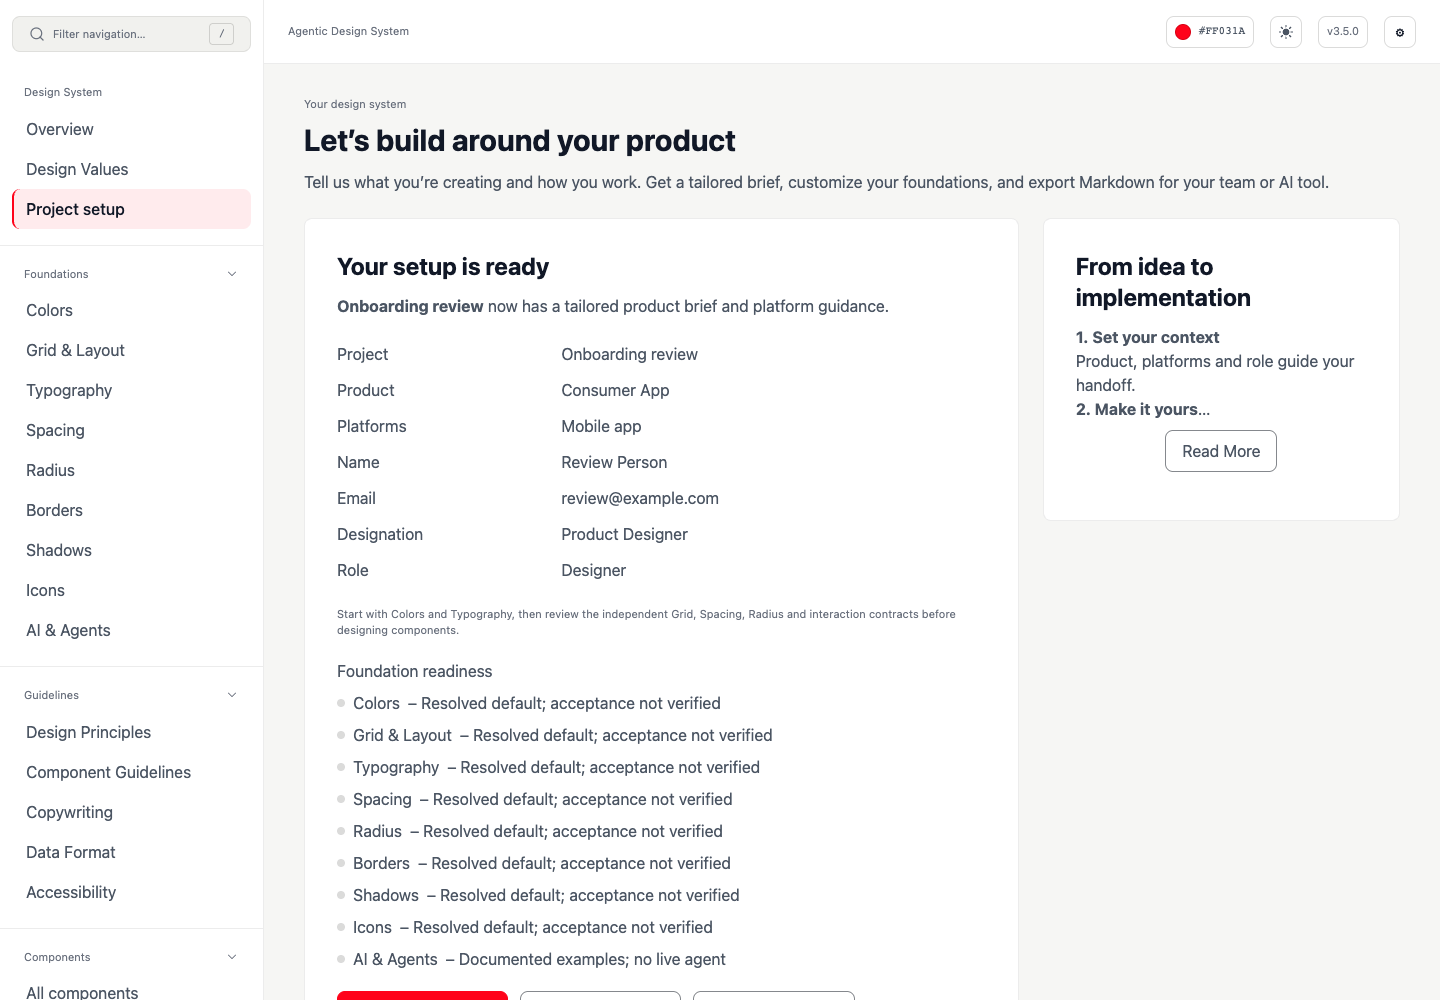 Filter navigation...
/
Design System
Overview
Design Values
Project setup
Foundations
Colors
Grid & Layout
Typography
Spacing
Radius
Borders
Shadows
Icons
AI & Agents
Guidelines
Design Principles
Component Guidelines
Copywriting
Data Format
Accessibility
Components
All components
Agentic Design System
#FF031A
v3.5.0
Your design system
Let’s build around your product
Tell us what you’re creating and how you work. Get a tailored brief, customize your foundations, and export Markdown for your team or AI tool.
Your setup is ready
Onboarding review now has a tailored product brief and platform guidance.
Project Onboarding review
Product Consumer App
Platforms Mobile app
Name Review Person
Email review@example.com
Designation Product Designer
Role Designer
Start with Colors and Typography, then review the independent Grid, Spacing, Radius and interaction contracts before
designing components.
Foundation readiness
Colors – Resolved default; acceptance not verified
Grid & Layout – Resolved default; acceptance not verified
Typography – Resolved default; acceptance not verified
Spacing – Resolved default; acceptance not verified
Radius – Resolved default; acceptance not verified
Borders – Resolved default; acceptance not verified
Shadows – Resolved default; acceptance not verified
Icons – Resolved default; acceptance not verified
AI & Agents – Documented examples; no live agent
From idea to
implementation
1. Set your context
Product, platforms and role guide your
handoff.
2. Make it yours...
Read More